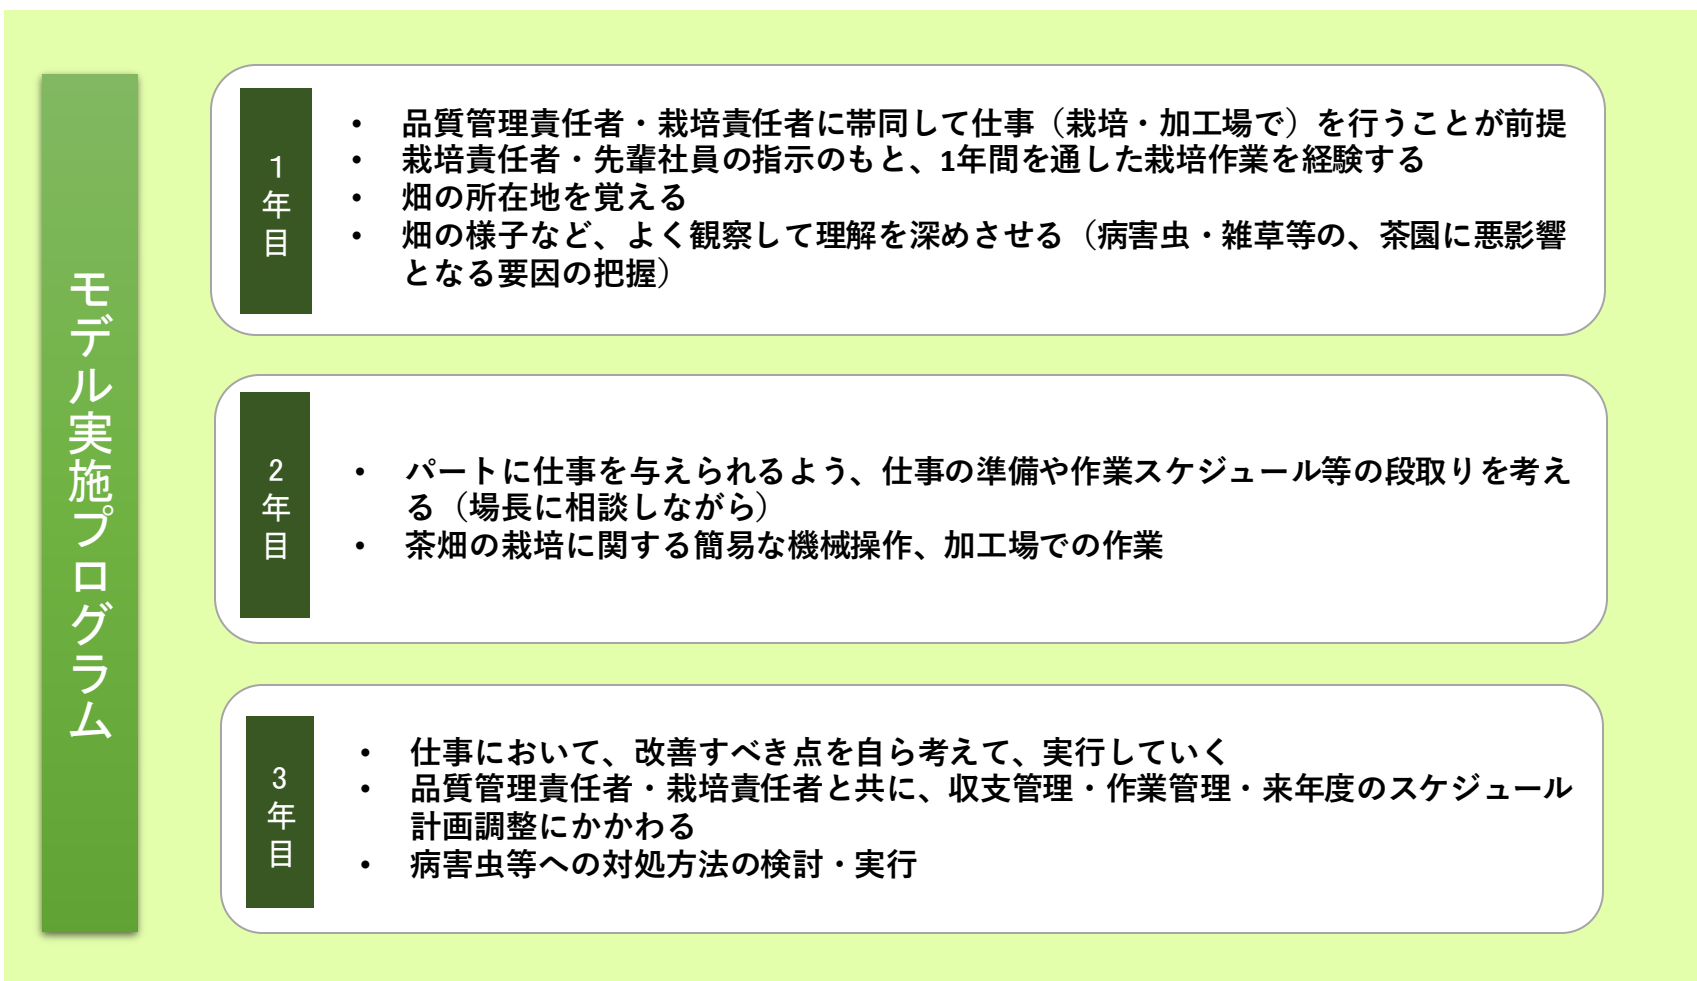 モデル実施プログラム
1年目
・ 品質管理責任者・栽培責任者に帯同して仕事（栽培・加工場で）を行うことが前提
・ 栽培責任者・先輩社員の指示のもと、1年間を通した栽培作業を経験する
・ 畑の所在地を覚える
・ 畑の様子など、よく観察して理解を深めさせる（病害虫・雑草等の、茶園に悪影響
となる要因の把握）
2年目
・ パートに仕事を与えられるよう、仕事の準備や作業スケジュール等の段取りを考え
る（場長に相談しながら）
・ 茶畑の栽培に関する簡易な機械操作、加工場での作業
3年目
・ 仕事において、改善すべき点を自ら考えて、実行していく
・ 品質管理責任者・栽培責任者と共に、収支管理・作業管理・来年度のスケジュール
計画調整にかかわる
・ 病害虫等への対処方法の検討・実行